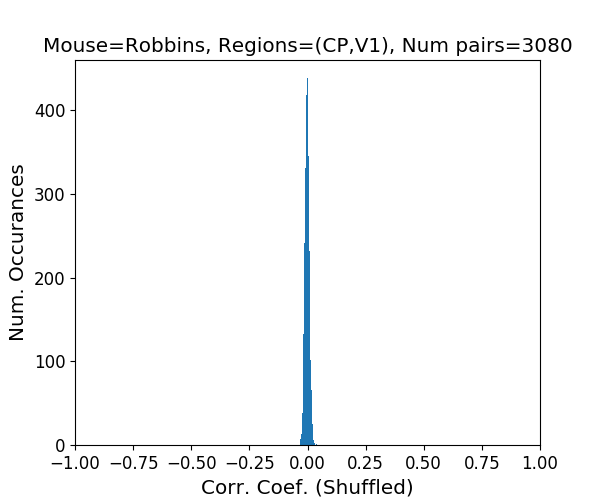 Mouse=Robbins, Regions=(CP,V1), Num pairs=3080
400
300
200
100
0
Num. Occurances
−1.00 −0.75 −0.50 −0.25 0.00 0.25 0.50 0.75 1.00
Corr. Coef. (Shuffled)